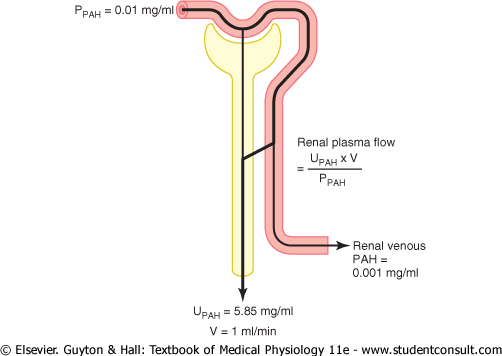 P_PAH = 0.01 mg/ml
Renal plasma flow
= U_PAH x V
P_PAH
Renal venous
PAH =
0.001 mg/ml
U_PAH = 5.85 mg/ml
V = 1 ml/min
© Elsevier. Guyton & Hall: Textbook of Medical Physiology 11e - www.studentconsult.com